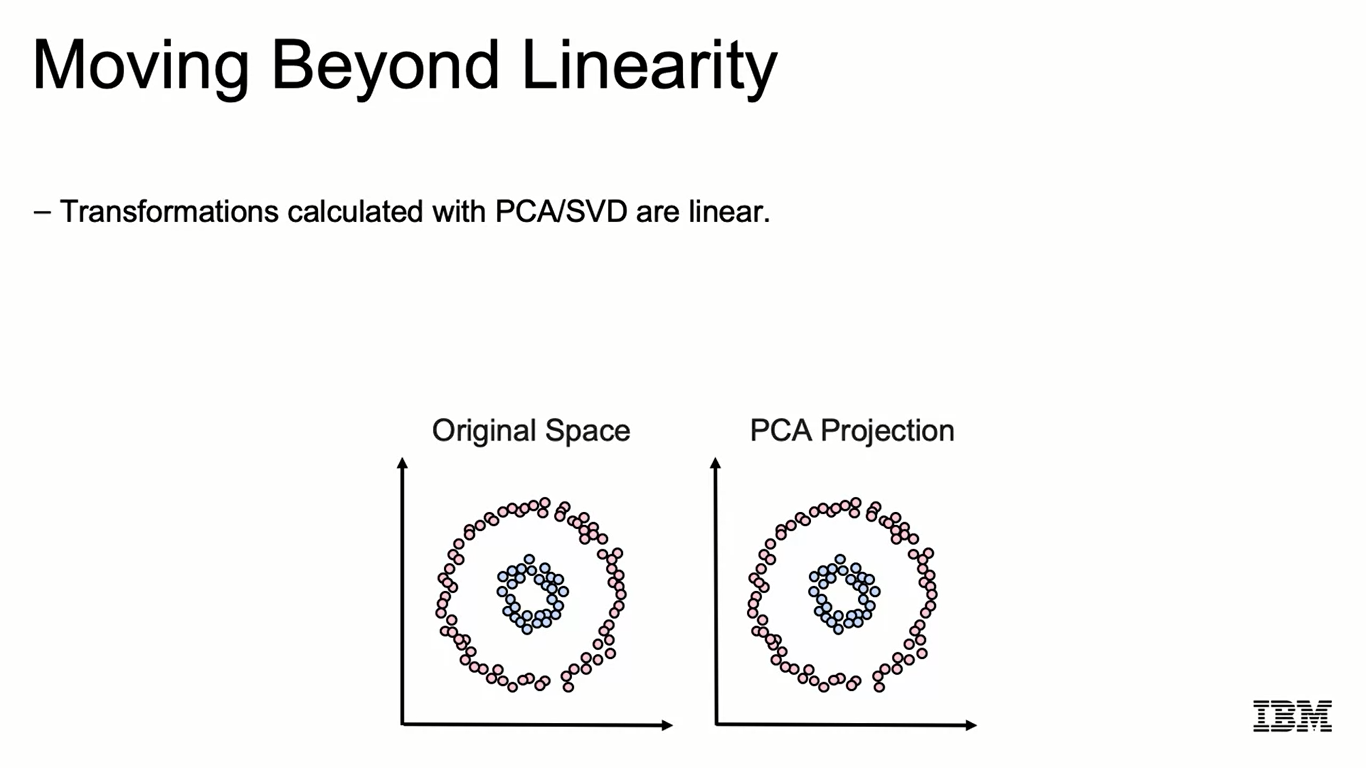 Moving Beyond Linearity
– Transformations calculated with PCA/SVD are linear.
Original Space
PCA Projection
IBM